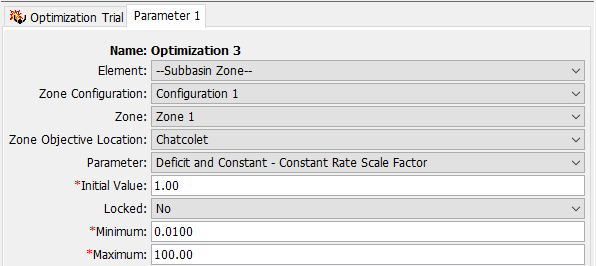 Optimization Trial Parameter 1
Name: Optimization 3
Element: --Subbasin Zone--
Zone Configuration: Configuration 1
Zone: Zone 1
Zone Objective Location: Chatcolet
Parameter: Deficit and Constant - Constant Rate Scale Factor
*Initial Value: 1.00
Locked: No
*Minimum: 0.0100
*Maximum: 100.00